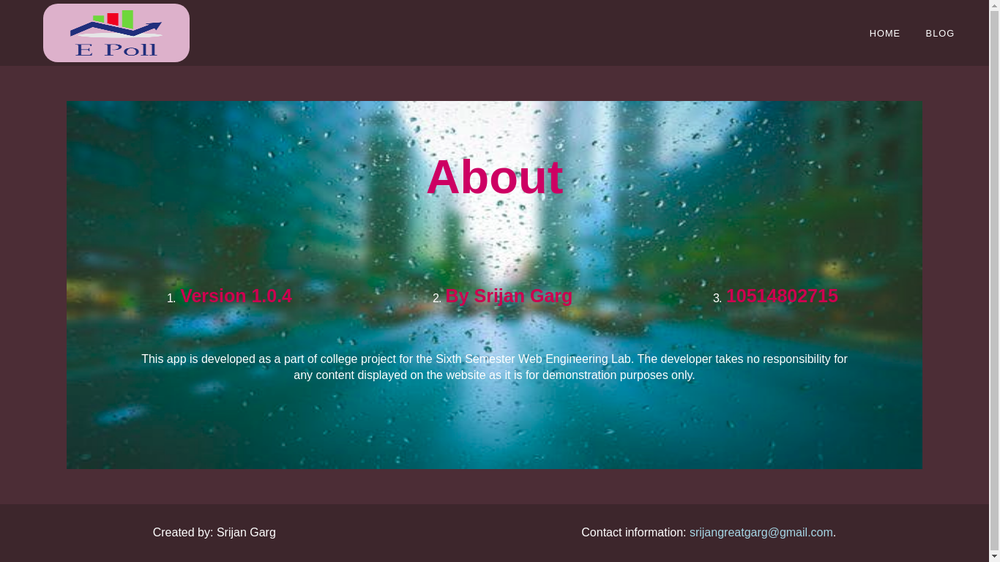 E Poll
HOME BLOG
About
1. Version 1.0.4
2. By Srijan Garg
3. 10514802715
This app is developed as a part of college project for the Sixth Semester Web Engineering Lab. The developer takes no responsibility for
any content displayed on the website as it is for demonstration purposes only.
Created by: Srijan Garg
Contact information: srijangreatgarg@gmail.com.